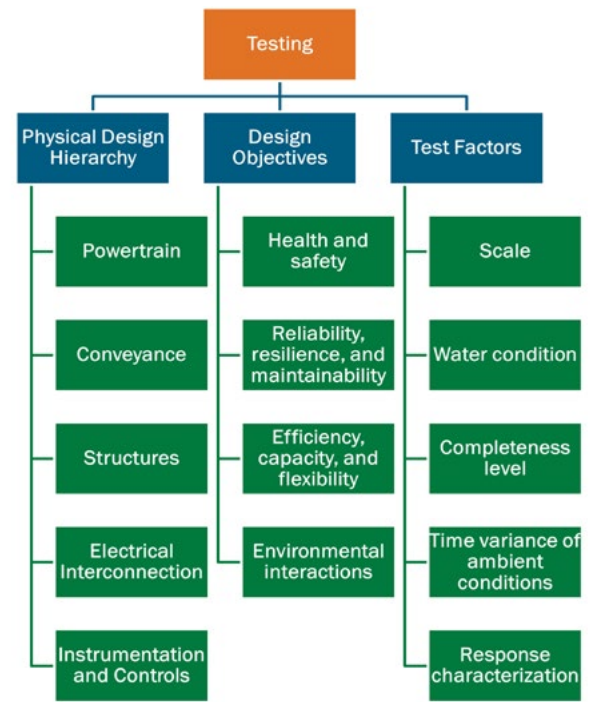 Testing
Physical Design
Hierarchy
Powertrain
Conveyance
Structures
Electrical
Interconnection
Instrumentation
and Controls
Design
Objectives
Health and
safety
Reliability,
resilience, and
maintainability
Efficiency,
capacity, and
flexibility
Environmental
interactions
Test Factors
Scale
Water condition
Completeness
level
Time variance of
ambient
conditions
Response
characterization